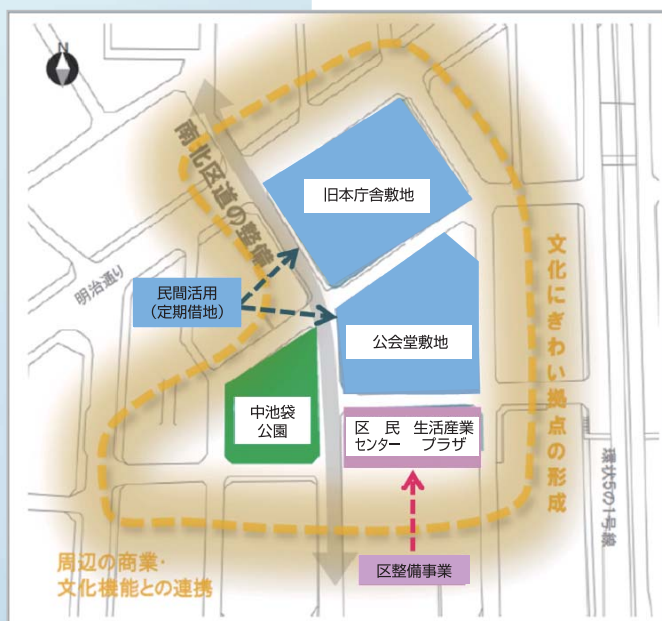 N
南北区道の整備
旧本庁舎敷地
明治通り
民間活用
（定期借地）
公会堂敷地
文化にぎわい拠点の形成
中池袋
公園
区　民　生活産業
センター　プラザ
環状5の1号線
周辺の商業・
文化機能との連携
区整備事業